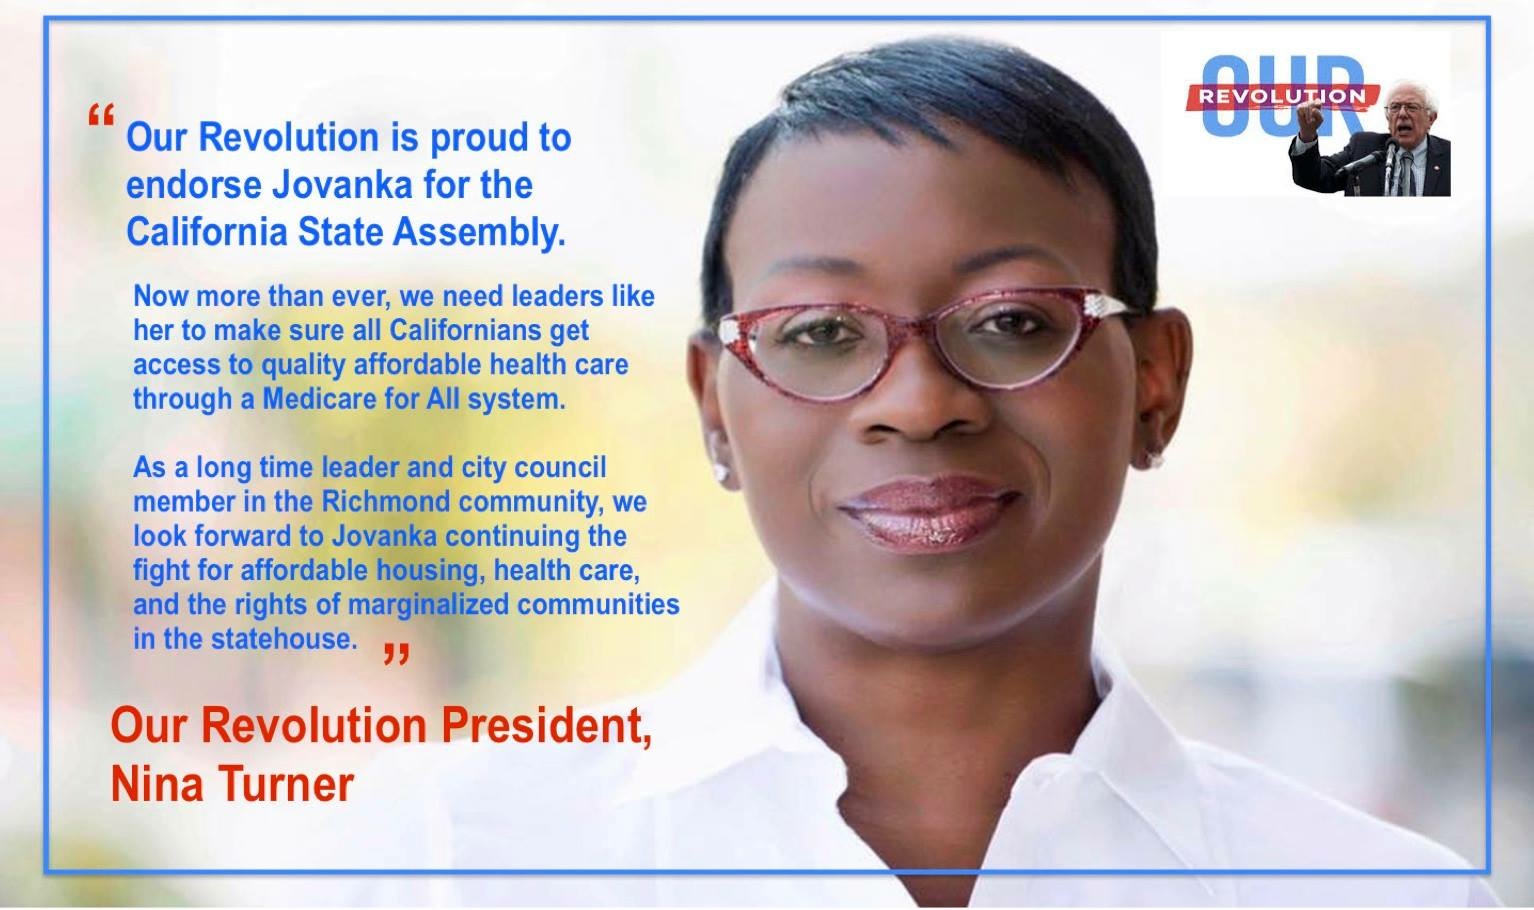 “ Our Revolution is proud to
endorse Jovanka for the
California State Assembly.
Now more than ever, we need leaders like
her to make sure all Californians get
access to quality affordable health care
through a Medicare for All system.
As a long time leader and city council
member in the Richmond community, we
look forward to Jovanka continuing the
fight for affordable housing, health care,
and the rights of marginalized communities
in the statehouse. ”
Our Revolution President,
Nina Turner
OUR
REVOLUTION